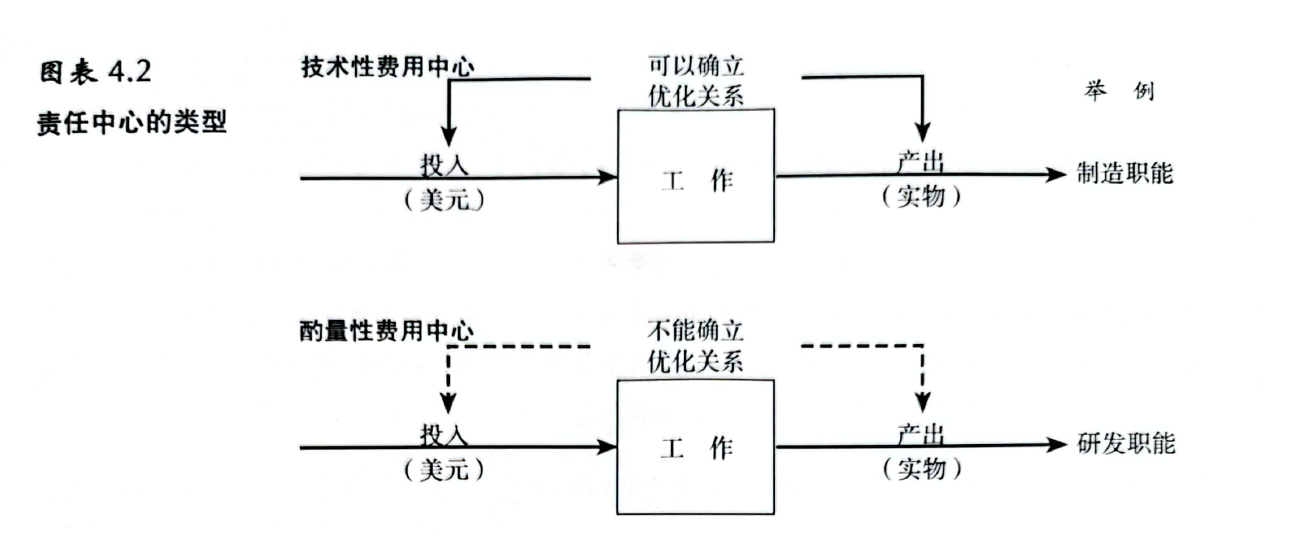 图表 4.2
责任中心的类型
技术性费用中心
可以确立
优化关系
举 例
投入
（美元）
工 作
产出
（实物）
制造职能
酌量性费用中心
不能确立
优化关系
投入
（美元）
工 作
产出
（实物）
研发职能